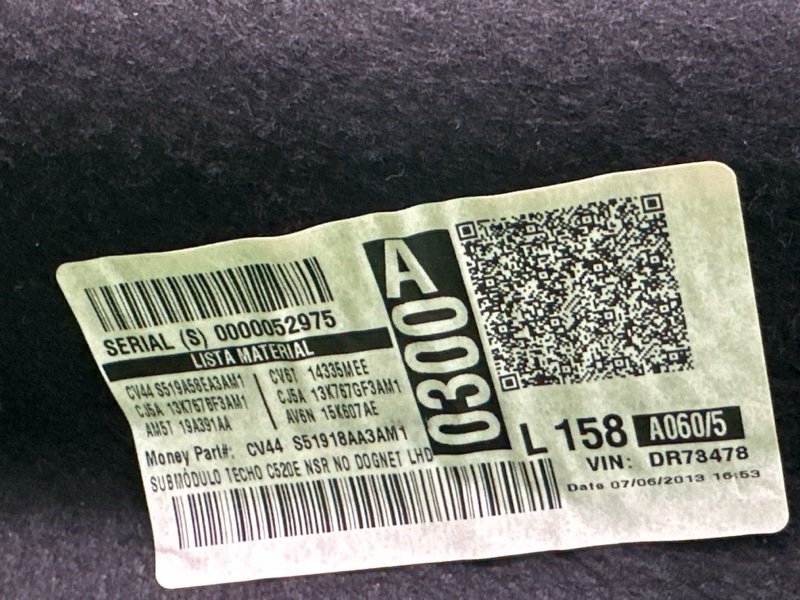 SERIAL (S) 0000052975
LISTA MATERIAL
CV44 S519A58EA3AM1
CJ5A 13K767BF3AM1
AM5T 19A391AA
CV6T 14335MEE
CJ5A 13K767GF3AM1
AV6N 15K607AE
Money Part#: CV44 S51918AA3AM1
SUBMÓDULO TECHO C520E NSR NO DOGNET LHD
A 0300
L 158 A060/5
VIN: DR78478
Date 07/06/2013 16:53